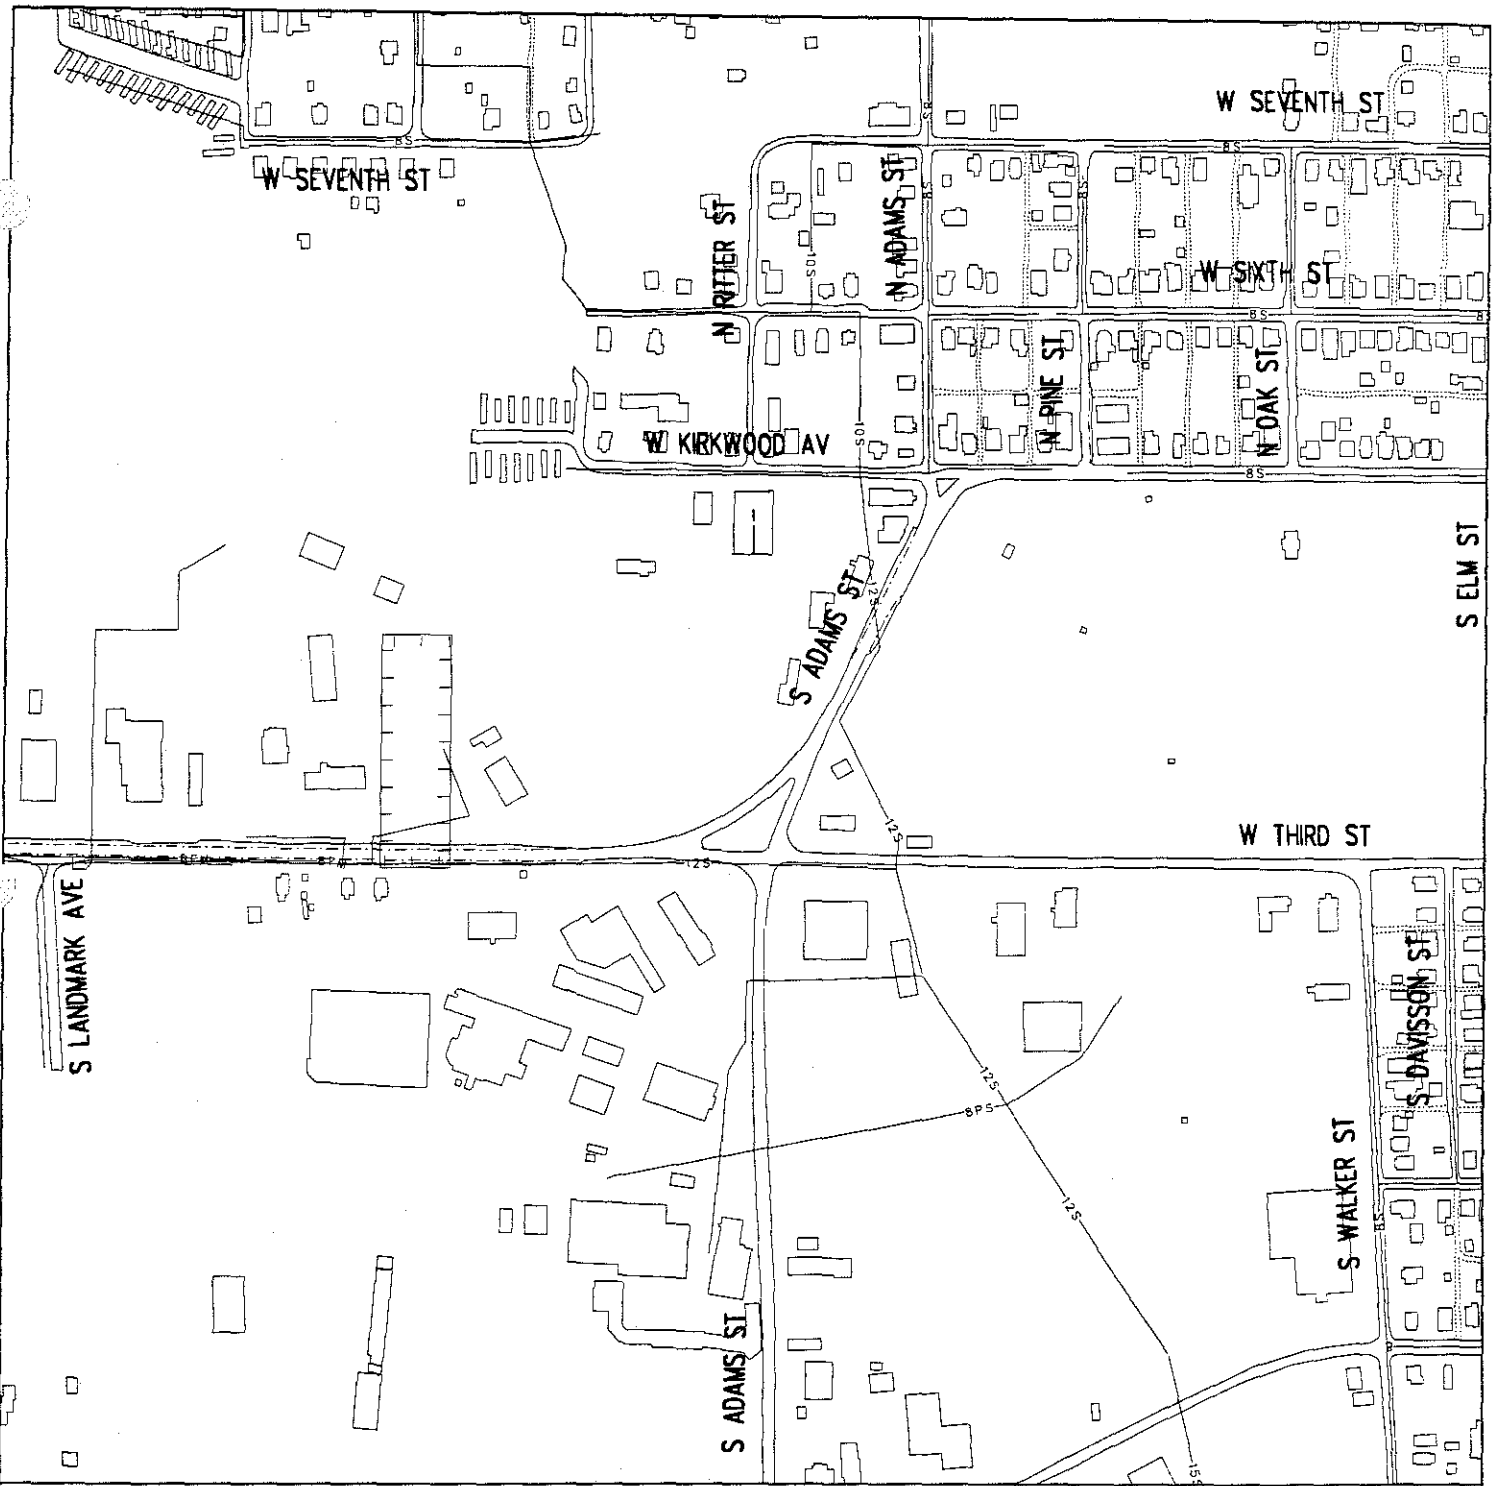 W SEVENTH ST
8S
8S
8S
W SEVENTH ST
N ADAMS ST
8S
8S
N RITTER ST
10S
W SIXTH ST
8S
8
N PINE ST
N OAK ST
W KIRKWOOD AV
10S
8S
S ELM ST
S ADAMS ST
12S
12S
W THIRD ST
12S
S LANDMARK AVE
S DAVISSON ST
12S
8PS
12S
S WALKER ST
8S
S ADAMS ST
15S